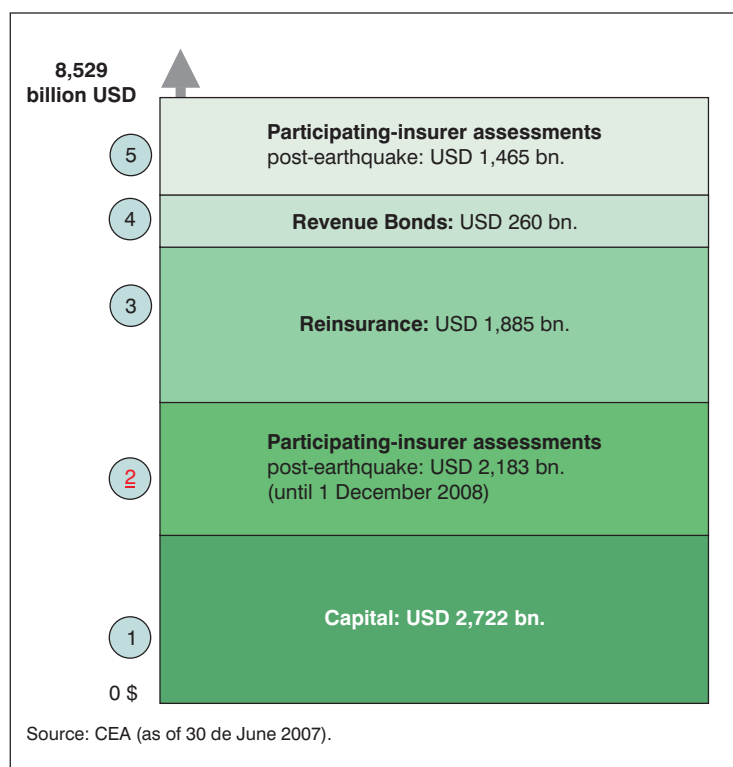 8,529
billion USD
5
Participating-insurer assessments
post-earthquake: USD 1,465 bn.
4
Revenue Bonds: USD 260 bn.
3
Reinsurance: USD 1,885 bn.
2
Participating-insurer assessments
post-earthquake: USD 2,183 bn.
(until 1 December 2008)
1
Capital: USD 2,722 bn.
0 $
Source: CEA (as of 30 de June 2007).